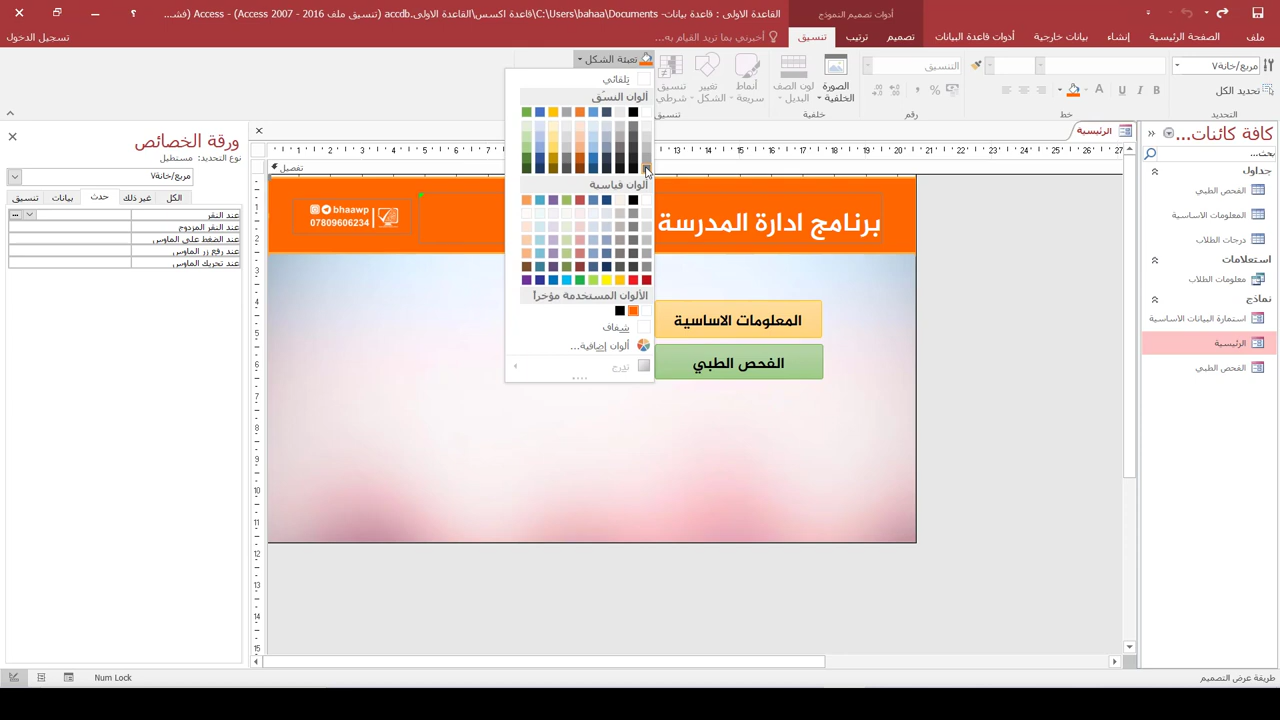 القاعدة الاولى : قاعدة بيانات- C:\Users\bahaa\Documents\قاعدة اكسس\القاعدة الاولى.accdb (تنسيق ملف Access 2007 - 2016) - Access (فش...
أدوات تصميم النموذج
ملف
الصفحة الرئيسية
إنشاء
بيانات خارجية
أدوات قاعدة البيانات
تصميم
ترتيب
تنسيق
أخبرني بما تريد القيام به...
تسجيل الدخول
مربع/خانة٧
تحديد الكل
التحديد
التنسيق
خط
الصورة الخلفية
لون الصف البديل
خلفية
أنماط سريعة
تغيير الشكل
تنسيق شرطي
تعبئة الشكل
تلقائي
ألوان النسق
ألوان قياسية
الألوان المستخدمة مؤخراً
شفاف
ألوان إضافية...
تدرج
كافة كائنات...
بحث...
جداول
الفحص الطبي
المعلومات الاساسية
درجات الطلاب
استعلامات
معلومات الطلاب
نماذج
استمارة البيانات الاساسية
الرئيسية
الفحص الطبي
الرئيسية
تفصيل
برنامج ادارة المدرسة
bhaawp
07809606234
المعلومات الاساسية
الفحص الطبي
ورقة الخصائص
نوع التحديد: مستطيل
مربع/خانة٧
تنسيق
بيانات
حدث
غير ذلك
الكل
عند النقر
عند النقر المزدوج
عند الضغط على الماوس
عند رفع زر الماوس
عند تحريك الماوس
طريقة عرض التصميم
Num Lock